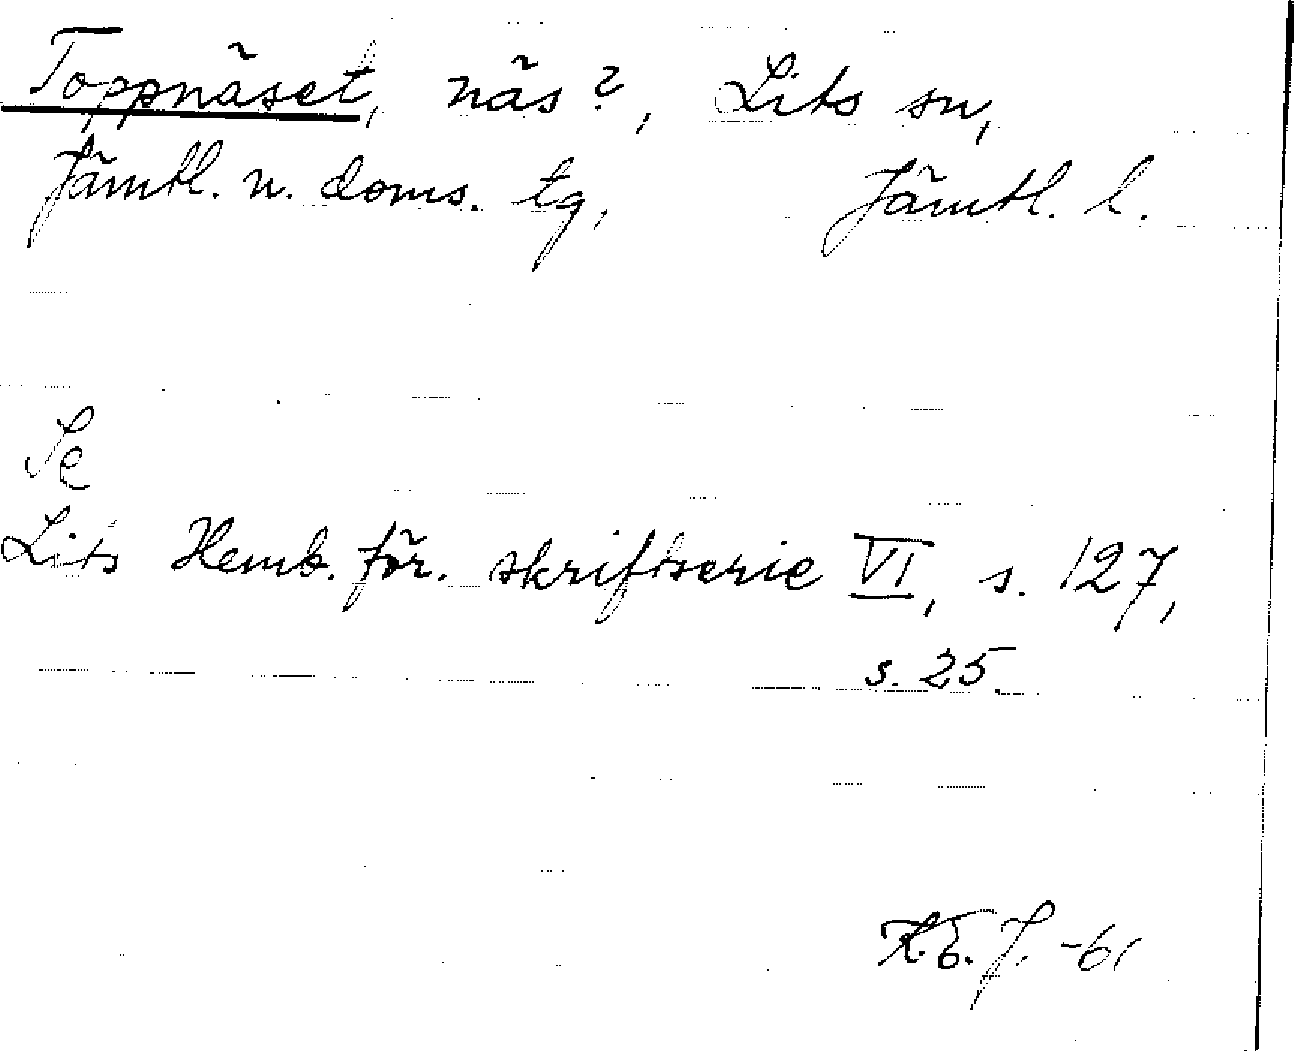 Toppnäset, näs?, Lits sn,
Jämtl. n. doms. tg, Jämtl. l.
Se
Lits Hemb. för. skriftserie VI, s. 127,
s. 25.
J. -61